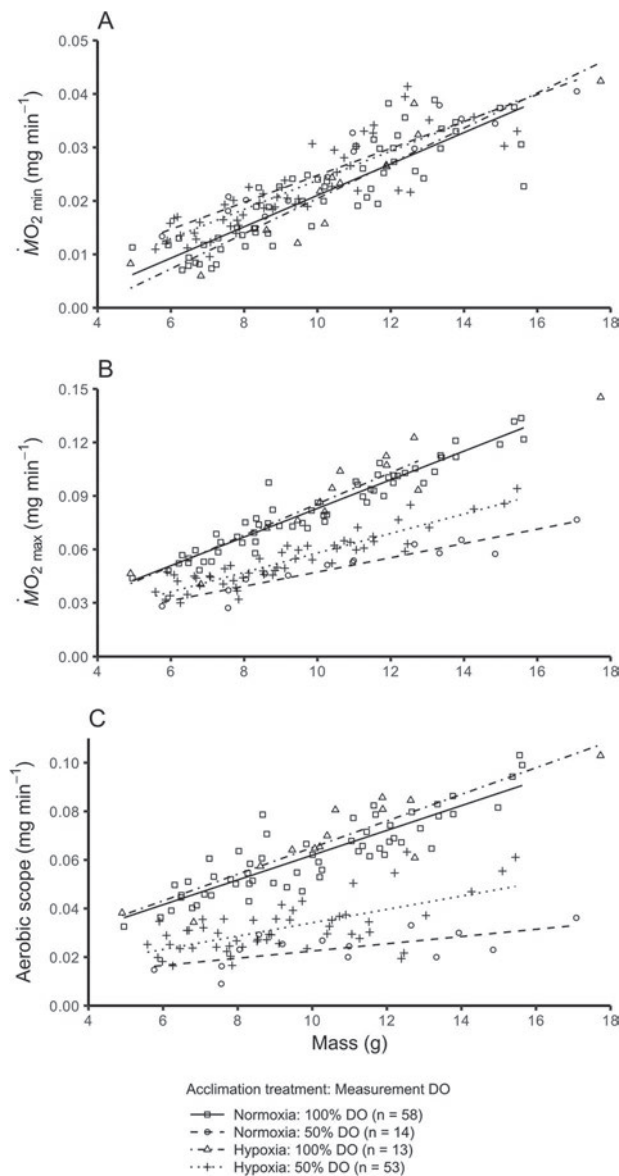 A
0.05
0.04
0.03
0.02
0.01
0.00
ṀO2 min (mg min−1)
4 6 8 10 12 14 16 18
B
0.15
0.12
0.09
0.06
0.03
0.00
ṀO2 max (mg min−1)
4 6 8 10 12 14 16 18
C
0.10
0.08
0.06
0.04
0.02
0.00
Aerobic scope (mg min−1)
4 6 8 10 12 14 16 18
Mass (g)
Acclimation treatment: Measurement DO
Normoxia: 100% DO (n = 58)
Normoxia: 50% DO (n = 14)
Hypoxia: 100% DO (n = 13)
Hypoxia: 50% DO (n = 53)